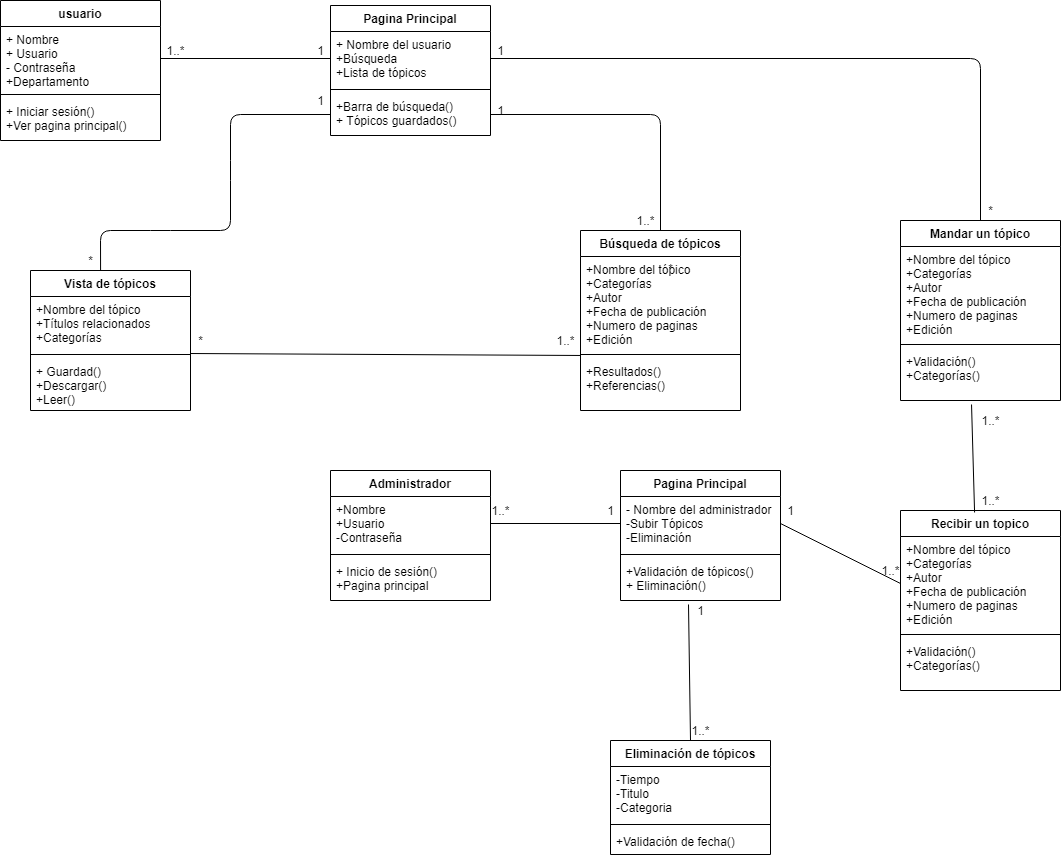 usuario
+ Nombre
+ Usuario
- Contraseña
+Departamento
+ Iniciar sesión()
+Ver pagina principal()
1..*
1
Pagina Principal
+ Nombre del usuario
+Búsqueda
+Lista de tópicos
+Barra de búsqueda()
+ Tópicos guardados()
1
1
1
*
1..*
*
Vista de tópicos
+Nombre del tópico
+Títulos relacionados
+Categorías
+ Guardad()
+Descargar()
+Leer()
*
1..*
Búsqueda de tópicos
+Nombre del tópico
+Categorías
+Autor
+Fecha de publicación
+Numero de paginas
+Edición
+Resultados()
+Referencias()
Mandar un tópico
+Nombre del tópico
+Categorías
+Autor
+Fecha de publicación
+Numero de paginas
+Edición
+Validación()
+Categorías()
1..*
1..*
Administrador
+Nombre
+Usuario
-Contraseña
+ Inicio de sesión()
+Pagina principal
1..*
1
Pagina Principal
- Nombre del administrador
-Subir Tópicos
-Eliminación
+Validación de tópicos()
+ Eliminación()
1
1..*
Recibir un topico
+Nombre del tópico
+Categorías
+Autor
+Fecha de publicación
+Numero de paginas
+Edición
+Validación()
+Categorías()
1
1..*
Eliminación de tópicos
-Tiempo
-Titulo
-Categoria
+Validación de fecha()